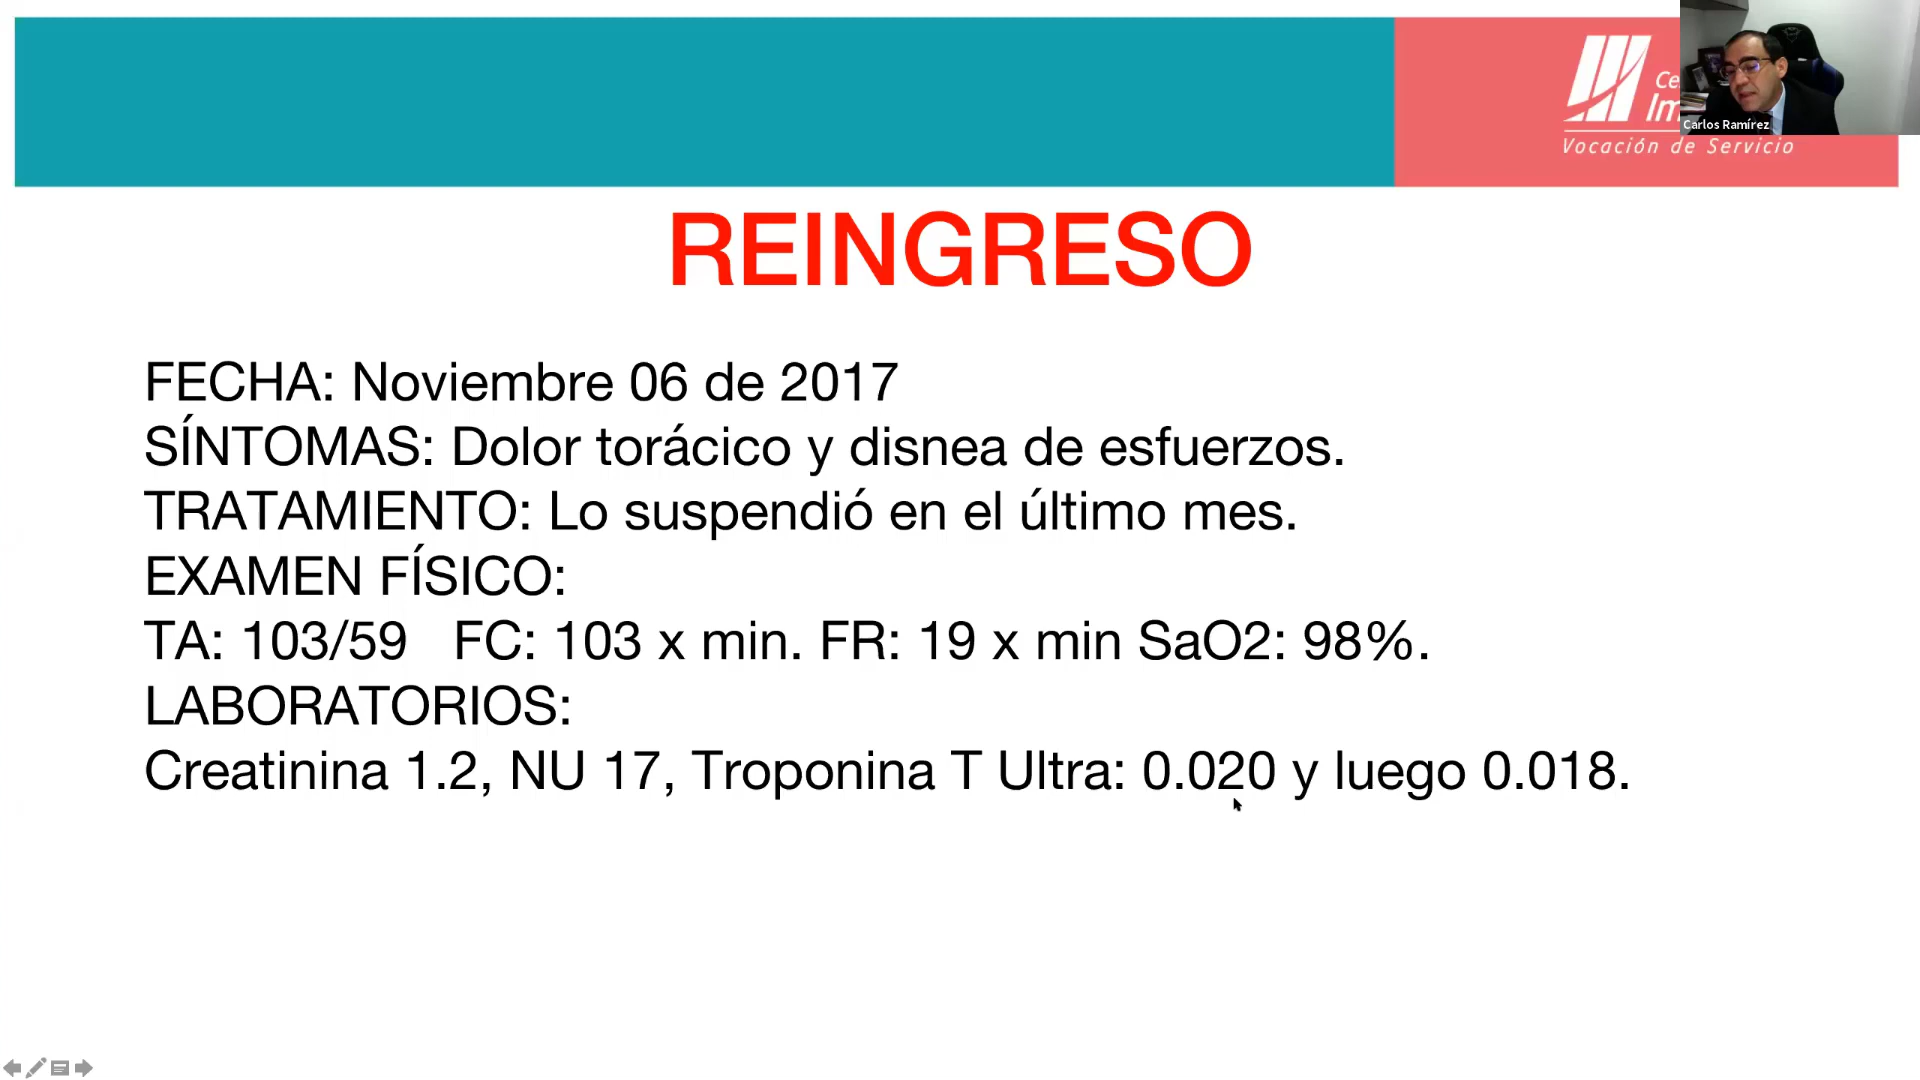 Vocación de Servicio
Carlos Ramírez
REINGRESO
FECHA: Noviembre 06 de 2017
SÍNTOMAS: Dolor torácico y disnea de esfuerzos.
TRATAMIENTO: Lo suspendió en el último mes.
EXAMEN FÍSICO:
TA: 103/59 FC: 103 x min. FR: 19 x min SaO2: 98%.
LABORATORIOS:
Creatinina 1.2, NU 17, Troponina T Ultra: 0.020 y luego 0.018.